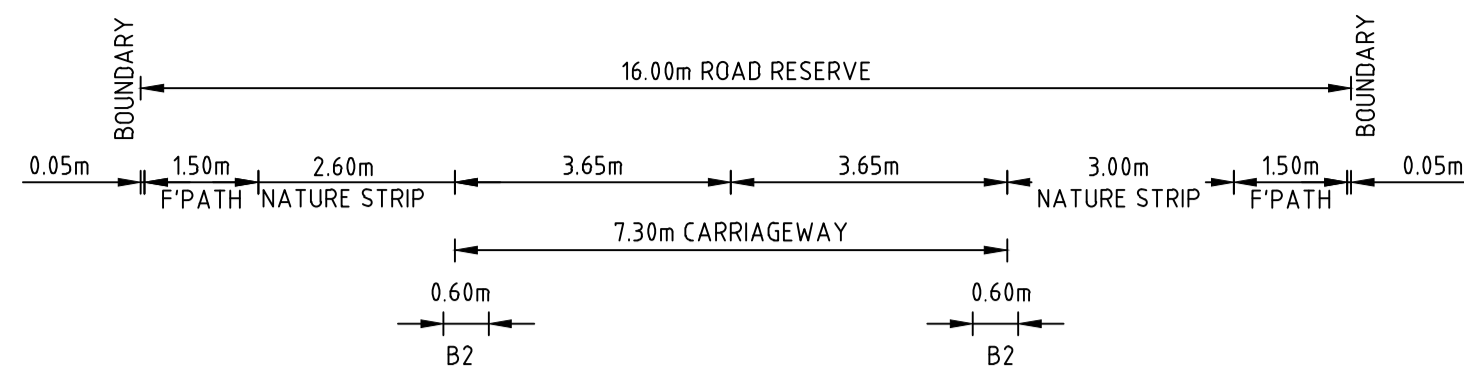 BOUNDARY
16.00m ROAD RESERVE
BOUNDARY
0.05m
1.50m
2.60m
3.65m
3.65m
3.00m
1.50m
0.05m
F'PATH
NATURE STRIP
NATURE STRIP
F'PATH
7.30m CARRIAGEWAY
0.60m
0.60m
B2
B2